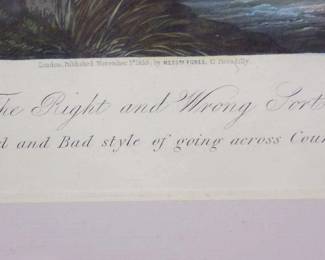 London, Published November 1st 1859, by MESSRS FORES, 41 Piccadilly.
The Right and Wrong Sort
d and Bad style of going across Coun